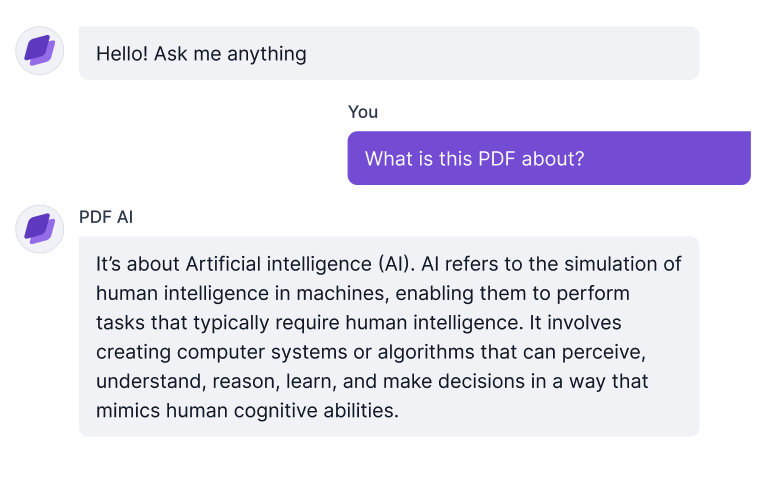 Hello! Ask me anything
You
What is this PDF about?
PDF AI
It’s about Artificial intelligence (AI). AI refers to the simulation of
human intelligence in machines, enabling them to perform
tasks that typically require human intelligence. It involves
creating computer systems or algorithms that can perceive,
understand, reason, learn, and make decisions in a way that
mimics human cognitive abilities.